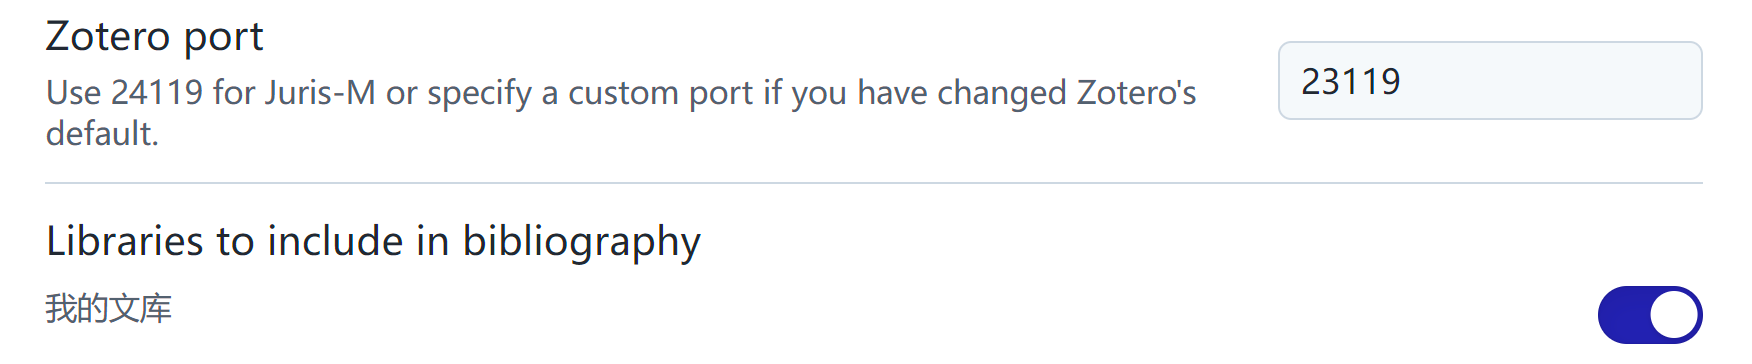 Zotero port
Use 24119 for Juris-M or specify a custom port if you have changed Zotero's
default.
23119
Libraries to include in bibliography
我的文库